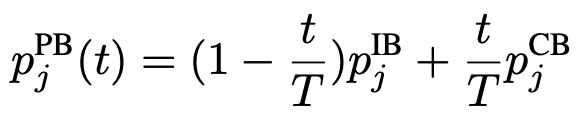 p_j^{PB}(t) = (1 - \frac{t}{T})p_j^{IB} + \frac{t}{T}p_j^{CB}